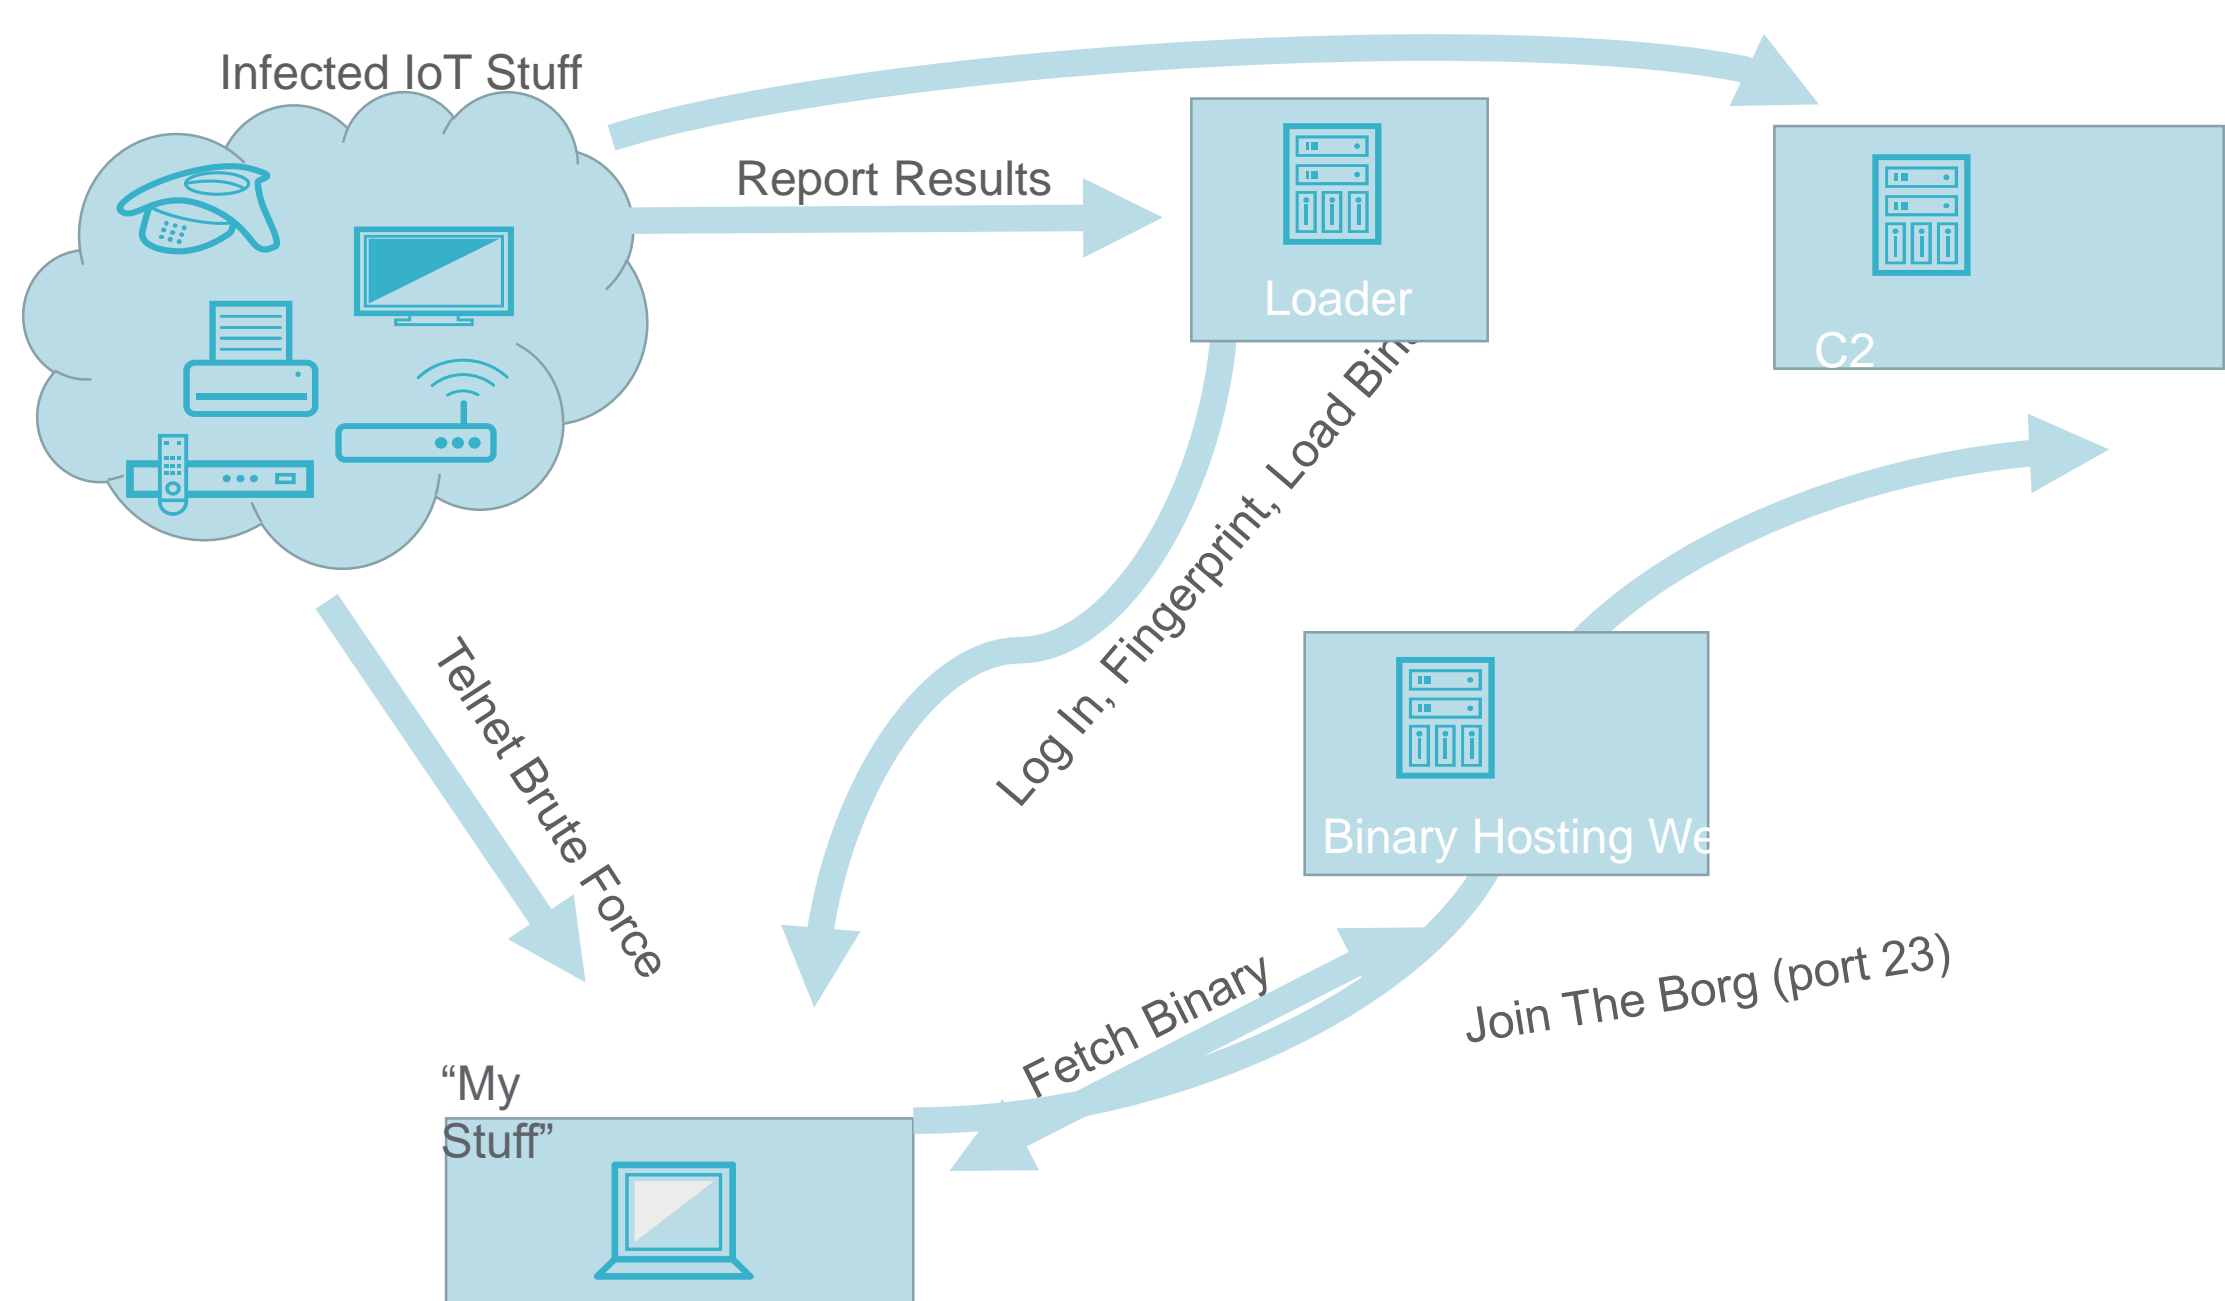 Infected IoT Stuff
Report Results
Loader
C2
Telnet Brute Force
Log In, Fingerprint, Load
Binary Hosting
Fetch Binary
Join The Borg (port 23)
“My
Stuff”